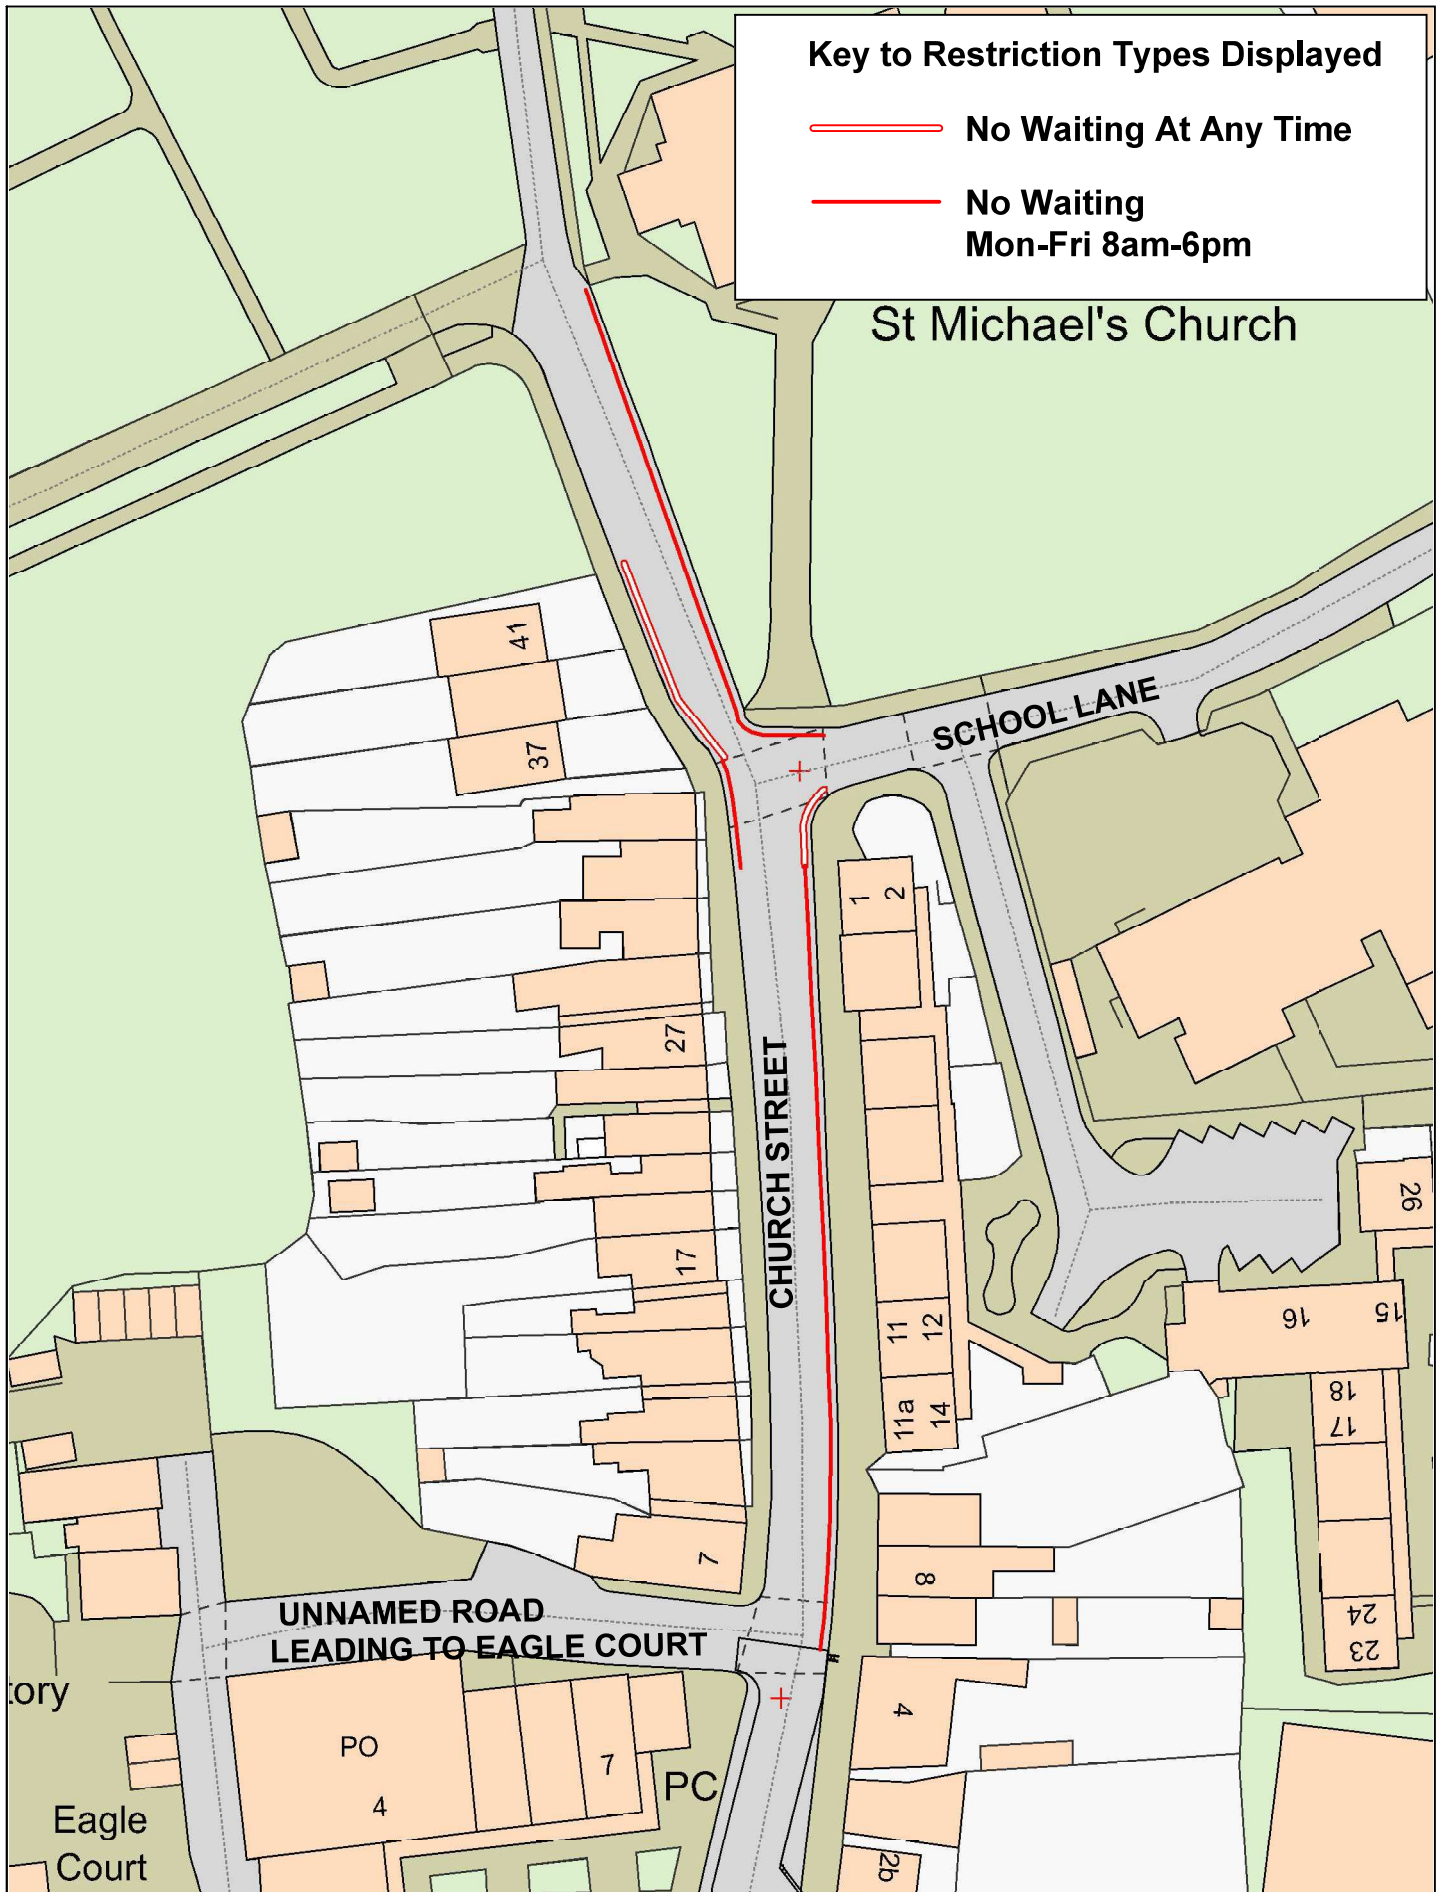 Key to Restriction Types Displayed
No Waiting At Any Time
No Waiting
Mon-Fri 8am-6pm
St Michael's Church
41
37
SCHOOL LANE
1
2
27
CHURCH STREET
17
26
11
12
16
15
11a
14
18
17
7
8
UNNAMED ROAD
LEADING TO EAGLE COURT
24
23
tory
4
PO
7
PC
4
Eagle
Court
2b